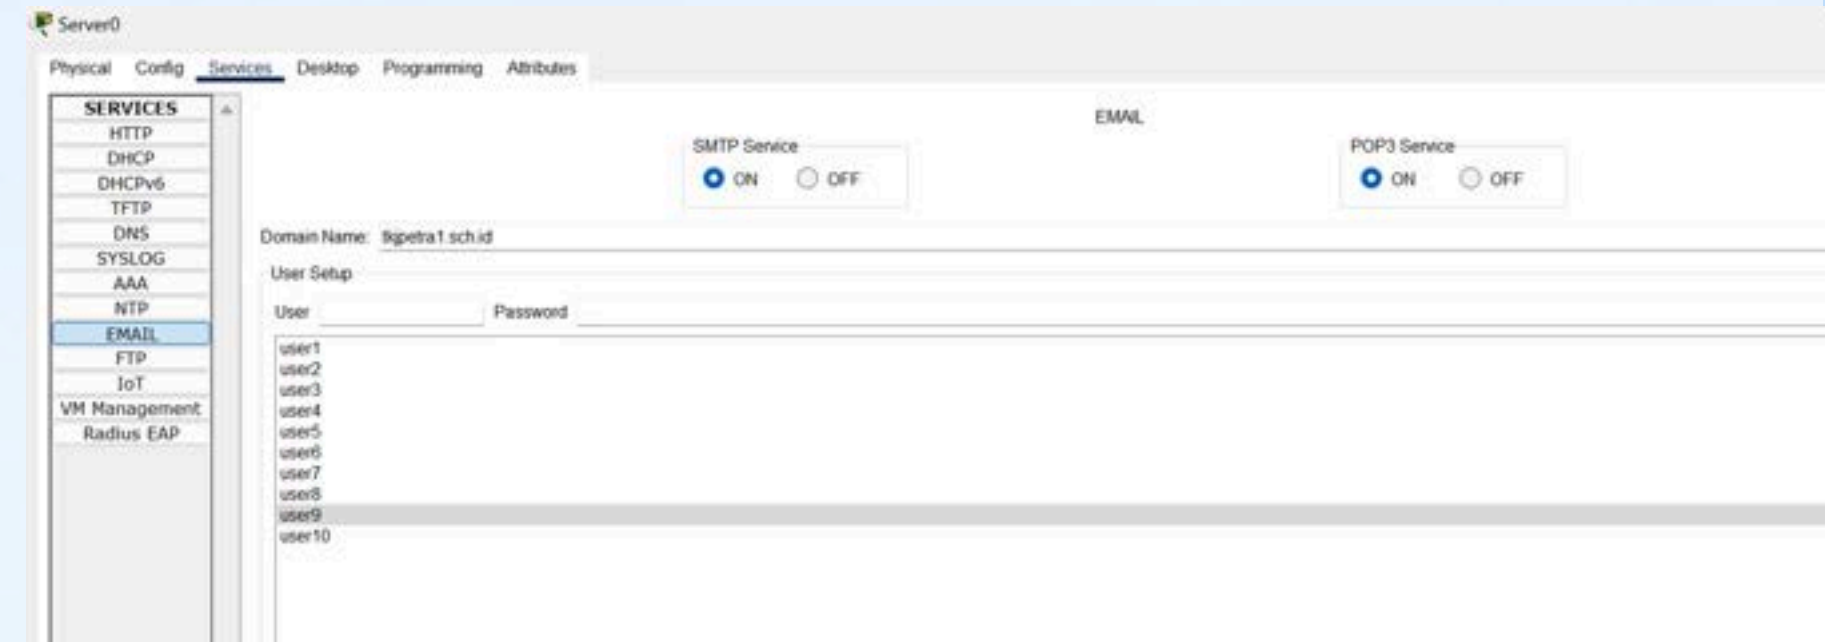 Server0
Physical Config Services Desktop Programming Attributes
SERVICES
HTTP
DHCP
DHCPv6
TFTP
DNS
SYSLOG
AAA
NTP
EMAIL
FTP
IoT
VM Management
Radius EAP
EMAIL
SMTP Service
ON OFF
POP3 Service
ON OFF
Domain Name:
User Setup
User Password
user1
user2
user3
user4
user5
user6
user7
user8
user9
user10